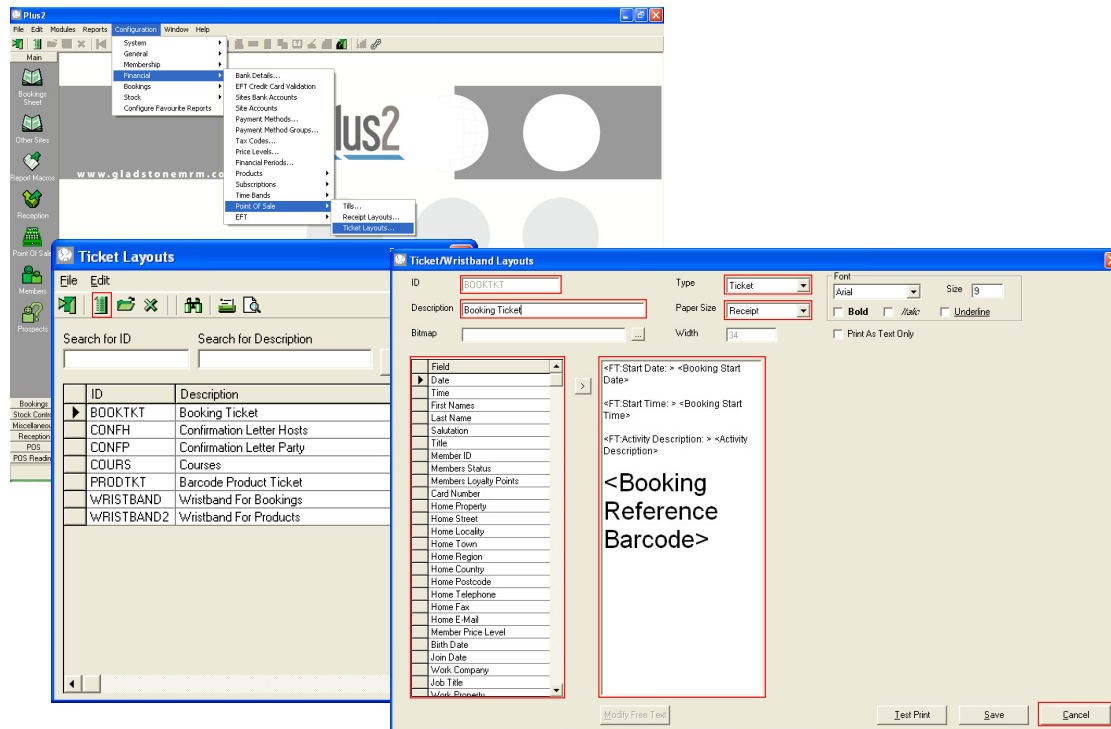 Plus2
File Edit Modules Reports Configuration Window Help
Main
Bookings
Sheet
Other Sites
Report Macros
Reception
Point Of Sale
Members
Prospects
Bookings
Stock Contr
Miscellaneou
Reception
POS
POS Readin
System
General
Membership
Financial
Bookings
Stock
Configure Favourite Reports
Bank Details...
EFT Credit Card Validation
Sites Bank Accounts
Site Accounts
Payment Methods...
Payment Method Groups...
Tax Codes...
Price Levels...
Financial Periods...
Products
Subscriptions
Time Bands
Point Of Sale
EFT
Tills...
Receipt Layouts...
Ticket Layouts...
lus2
www.gladstonemrm.co
Ticket Layouts
File Edit
Search for ID Search for Description
ID Description
BOOKTKT Booking Ticket
CONFH Confirmation Letter Hosts
CONFP Confirmation Letter Party
COURS Courses
PRODTKT Barcode Product Ticket
WRISTBAND Wristband For Bookings
WRISTBAND2 Wristband For Products
Ticket/Wristband Layouts
ID BOOKTKT Type Ticket Font
Arial Size 9
Description Booking Ticket Paper Size Receipt Bold Italic Underline
Bitmap ... Width 34 Print As Text Only
Field
Date
Time
First Names
Last Name
Salutation
Title
Member ID
Members Status
Members Loyalty Points
Card Number
Home Property
Home Street
Home Locality
Home Town
Home Region
Home Country
Home Postcode
Home Telephone
Home Fax
Home E-Mail
Member Price Level
Birth Date
Join Date
Work Company
Job Title
Work Property
>
<FT:Start Date: > <Booking Start
Date>
<FT:Start Time: > <Booking Start
Time>
<FT:Activity Description: > <Activity
Description>
<Booking
Reference
Barcode>
Modify Free Text Test Print Save Cancel